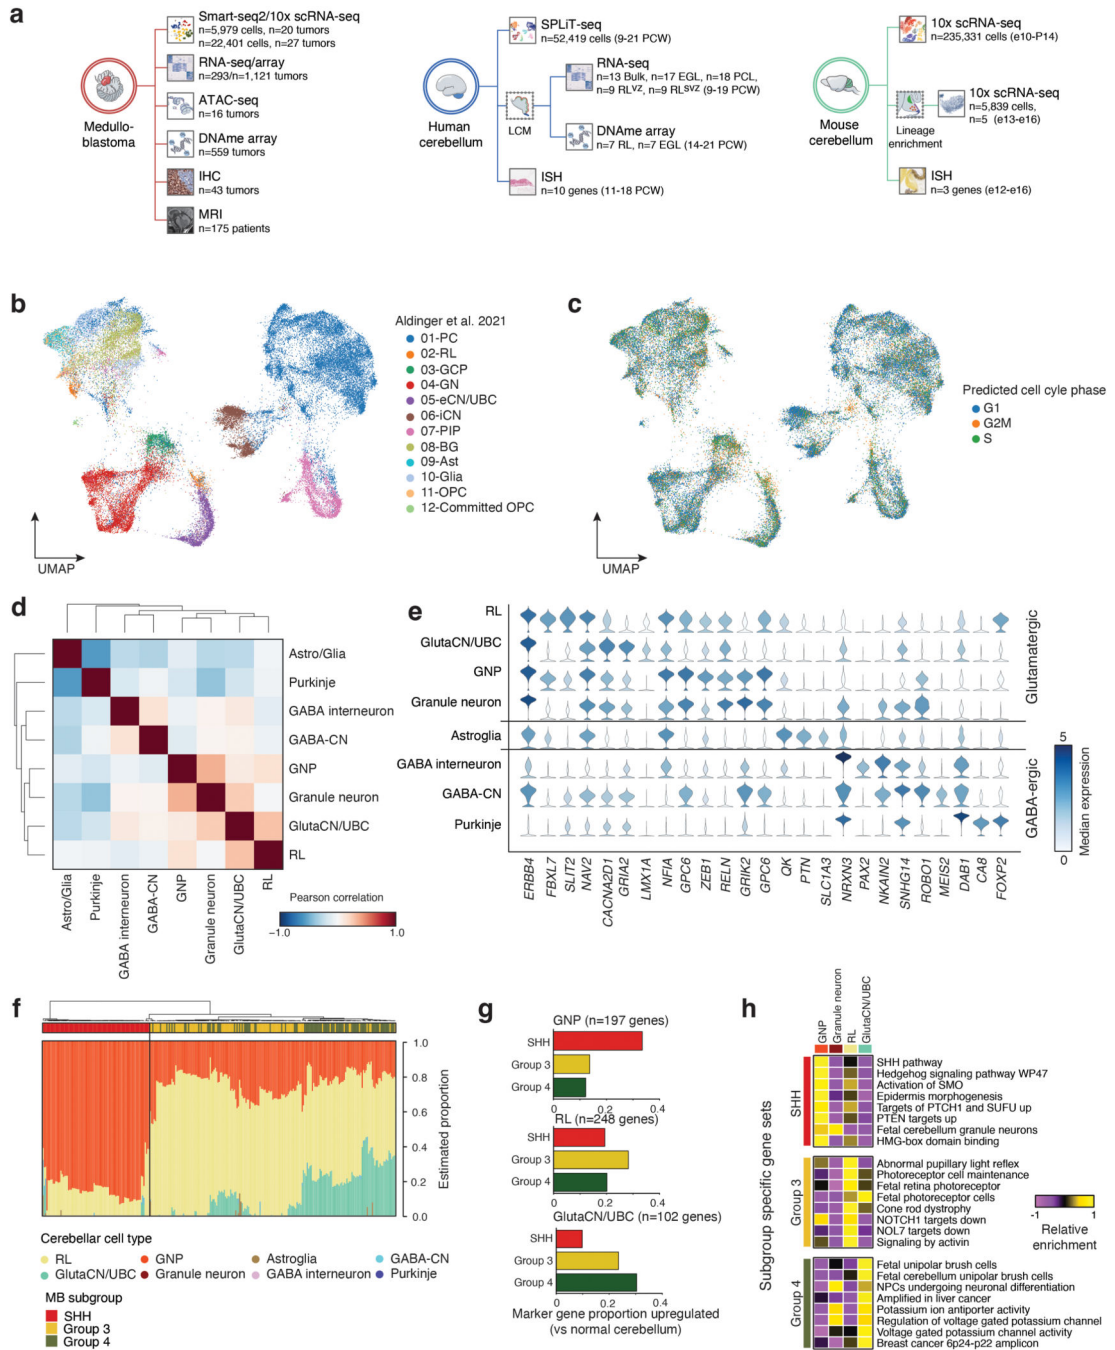 a
Smart-seq2/10x scRNA-seq
n=5,979 cells, n=20 tumors
n=22,401 cells, n=27 tumors
RNA-seq/array
n=293/n=1,121 tumors
ATAC-seq
n=16 tumors
DNAme array
n=559 tumors
IHC
n=43 tumors
MRI
n=175 patients
Medullo-
blastoma
SPLiT-seq
n=52,419 cells (9-21 PCW)
RNA-seq
n=13 Bulk, n=17 EGL, n=18 PCL,
n=9 RLVZ, n=9 RLSVZ (9-19 PCW)
LCM
DNAme array
n=7 RL, n=7 EGL (14-21 PCW)
ISH
n=10 genes (11-18 PCW)
Human
cerebellum
10x scRNA-seq
n=235,331 cells (e10-P14)
10x scRNA-seq
n=5,839 cells,
n=5 (e13-e16)
Lineage
enrichment
ISH
n=3 genes (e12-e16)
Mouse
cerebellum
b
Aldinger et al. 2021
01-PC
02-RL
03-GCP
04-GN
05-eCN/UBC
06-iCN
07-PIP
08-BG
09-Ast
10-Glia
11-OPC
12-Committed OPC
UMAP
c
Predicted cell cyle phase
G1
G2M
S
UMAP
d
Astro/Glia
Purkinje
GABA interneuron
GABA-CN
GNP
Granule neuron
GlutaCN/UBC
RL
Astro/Glia
Purkinje
GABA interneuron
GABA-CN
GNP
Granule neuron
GlutaCN/UBC
RL
Pearson correlation
−1.0
1.0
e
RL
GlutaCN/UBC
GNP
Granule neuron
Astroglia
GABA interneuron
GABA-CN
Purkinje
Glutamatergic
GABA-ergic
5
0
Median expression
ERBB4
FBXL7
SLIT2
NAV2
CACNA2D1
GRIA2
LMX1A
NFIA
GPC6
ZEB1
RELN
GRIK2
GPC6
QK
PTN
SLC1A3
NRXN3
PAX2
NKAIN2
SNHG14
ROBO1
MEIS2
DAB1
CA8
FOXP2
f
1.0
0.8
0.6
0.4
0.2
0.0
Estimated proportion
Cerebellar cell type
RL
GNP
Astroglia
GABA-CN
GlutaCN/UBC
Granule neuron
GABA interneuron
Purkinje
MB subgroup
SHH
Group 3
Group 4
g
GNP (n=197 genes)
SHH
Group 3
Group 4
0
0.2
0.4
RL (n=248 genes)
SHH
Group 3
Group 4
0
0.2
0.4
GlutaCN/UBC (n=102 genes)
SHH
Group 3
Group 4
0
0.2
0.4
Marker gene proportion upregulated
(vs normal cerebellum)
h
GNP
Granule neuron
RL
GlutaCN/UBC
Subgroup specific gene sets
SHH
SHH pathway
Hedgehog signaling pathway WP47
Activation of SMO
Epidermis morphogenesis
Targets of PTCH1 and SUFU up
PTEN targets up
Fetal cerebellum granule neurons
HMG-box domain binding
Group 3
Abnormal pupillary light reflex
Photoreceptor cell maintenance
Fetal retina photoreceptor
Fetal photoreceptor cells
Cone rod dystrophy
NOTCH1 targets down
NOL7 targets down
Signaling by activin
Group 4
Fetal unipolar brush cells
Fetal cerebellum unipolar brush cells
NPCs undergoing neuronal differentiation
Amplified in liver cancer
Potassium ion antiporter activity
Regulation of voltage gated potassium channel
Voltage gated potassium channel activity
Breast cancer 6p24-p22 amplicon
-1
1
Relative
enrichment